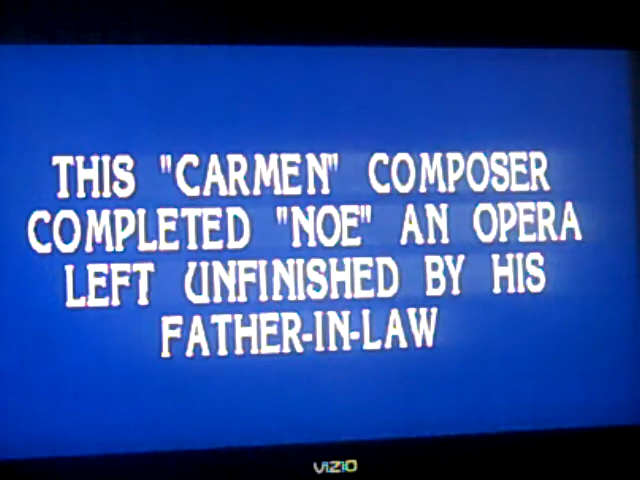 THIS "CARMEN" COMPOSER
COMPLETED "NOE" AN OPERA
LEFT UNFINISHED BY HIS
FATHER-IN-LAW
VIZIO